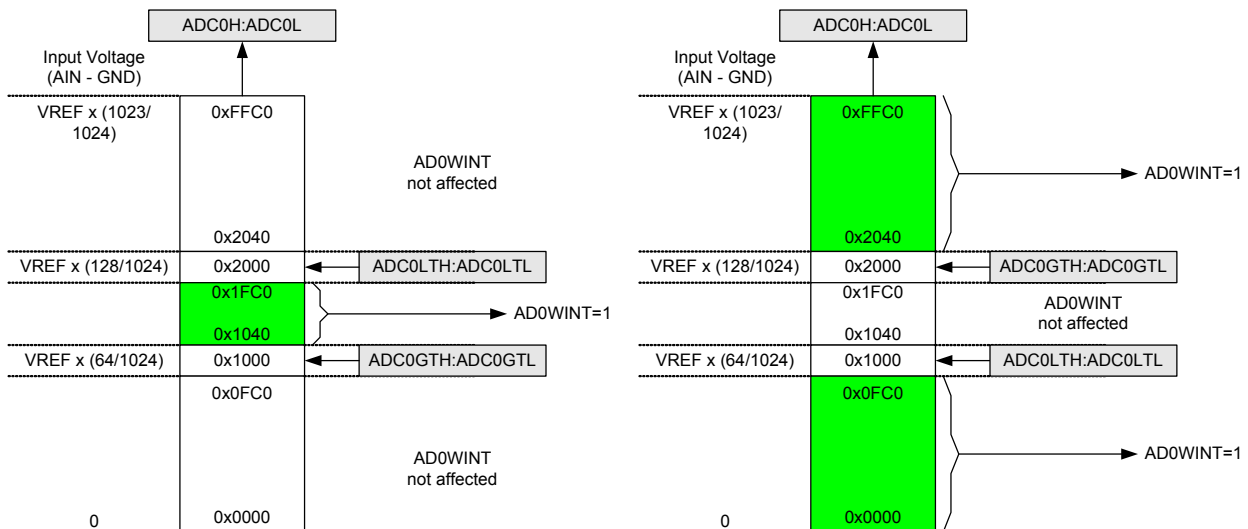 ADC0H:ADC0L
Input Voltage
(AIN - GND)
VREF x (1023/
1024)
0xFFC0
AD0WINT
not affected
0x2040
VREF x (128/1024)
0x2000
ADC0LTH:ADC0LTL
0x1FC0
AD0WINT=1
0x1040
VREF x (64/1024)
0x1000
ADC0GTH:ADC0GTL
0x0FC0
AD0WINT
not affected
0
0x0000
ADC0H:ADC0L
Input Voltage
(AIN - GND)
VREF x (1023/
1024)
0xFFC0
AD0WINT=1
0x2040
VREF x (128/1024)
0x2000
ADC0GTH:ADC0GTL
0x1FC0
AD0WINT
not affected
0x1040
VREF x (64/1024)
0x1000
ADC0LTH:ADC0LTL
0x0FC0
AD0WINT=1
0
0x0000